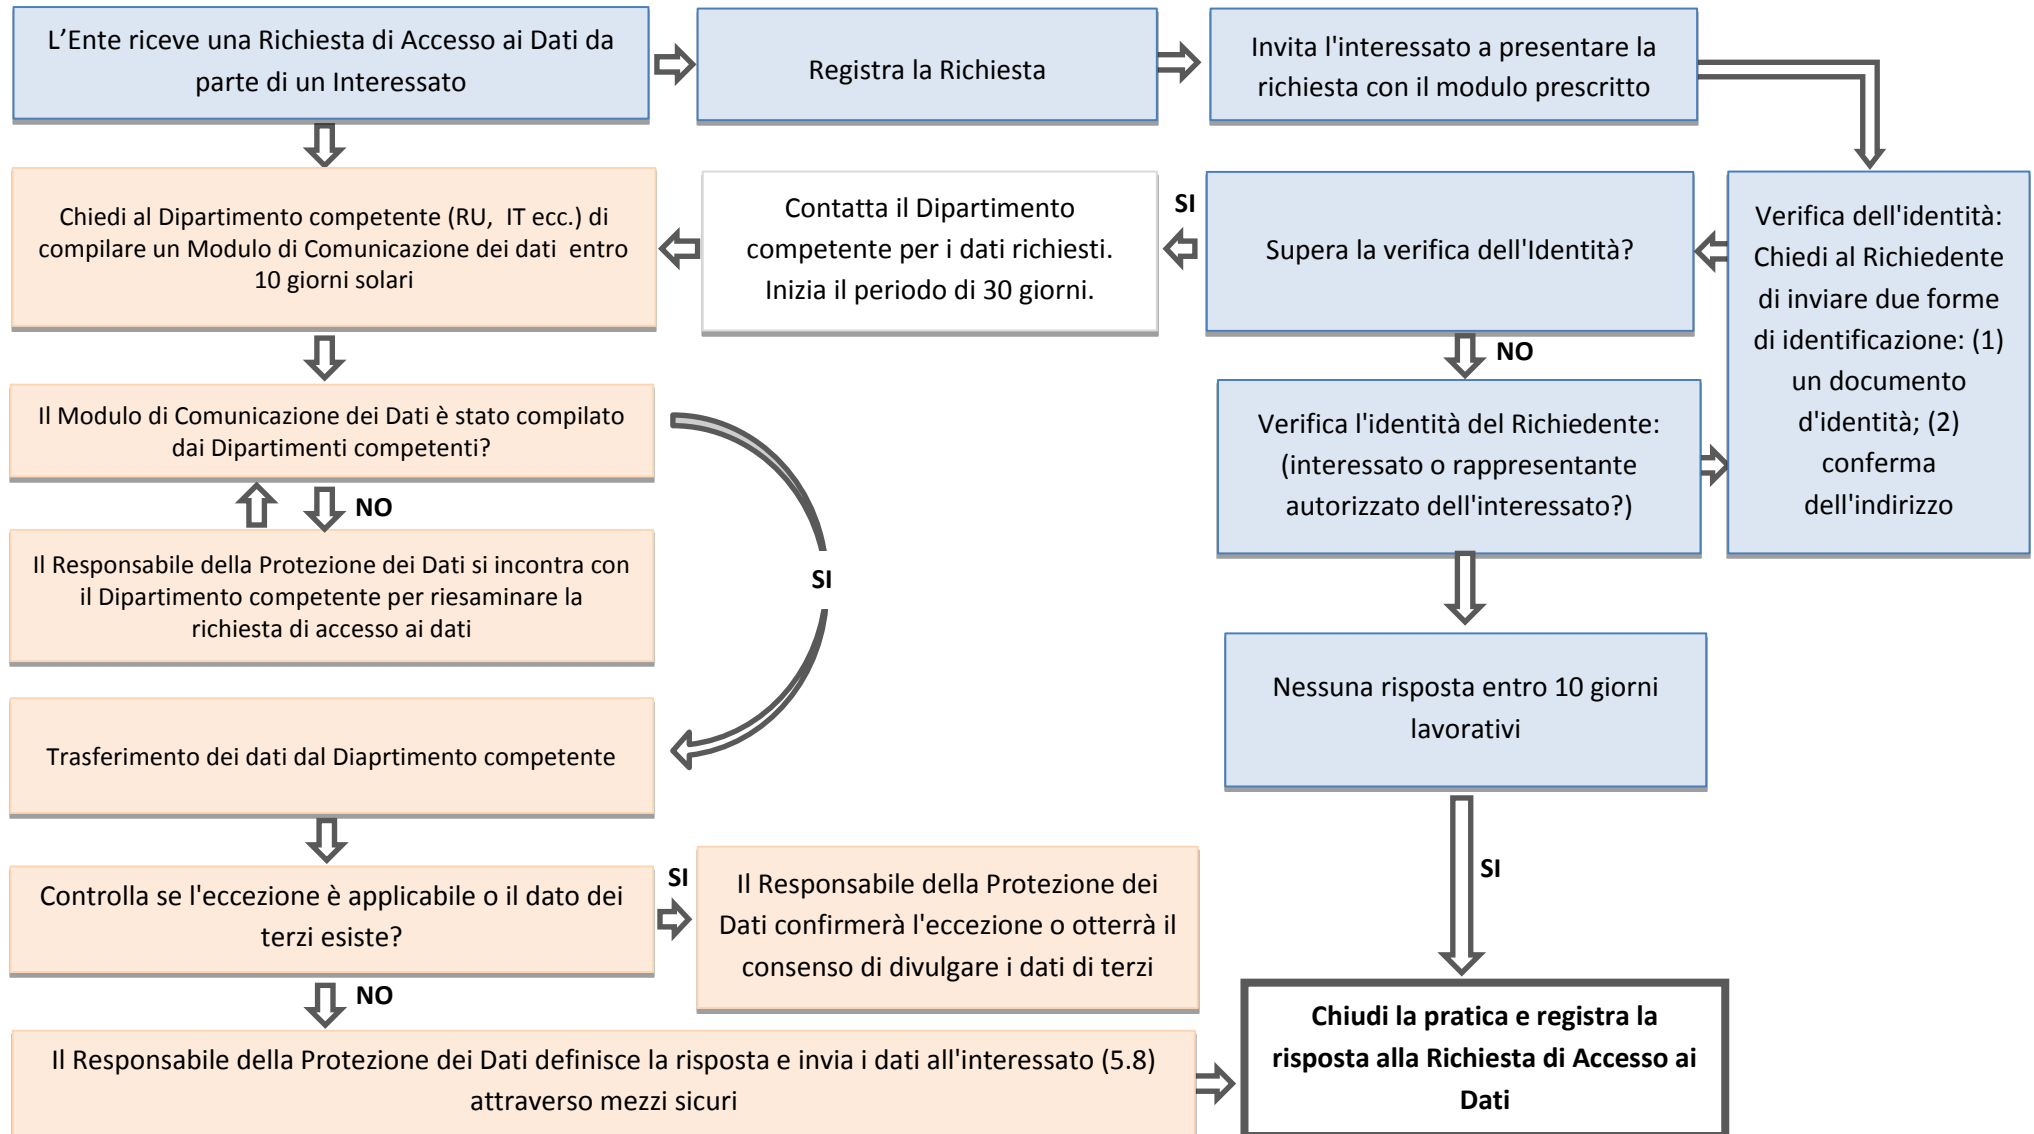 L’Ente riceve una Richiesta di Accesso ai Dati da
parte di un Interessato
Registra la Richiesta
Invita l'interessato a presentare la
richiesta con il modulo prescritto
Chiedi al Dipartimento competente (RU, IT ecc.) di
compilare un Modulo di Comunicazione dei dati entro
10 giorni solari
Contatta il Dipartimento
competente per i dati richiesti.
Inizia il periodo di 30 giorni.
SI
Supera la verifica dell'Identità?
Verifica dell'identità:
Chiedi al Richiedente
di inviare due forme
di identificazione: (1)
un documento
d'identità; (2)
conferma
dell'indirizzo
NO
Verifica l'identità del Richiedente:
(interessato o rappresentante
autorizzato dell'interessato?)
Il Modulo di Comunicazione dei Dati è stato compilato
dai Dipartimenti competenti?
NO
Il Responsabile della Protezione dei Dati si incontra con
il Dipartimento competente per riesaminare la
richiesta di accesso ai dati
SI
Nessuna risposta entro 10 giorni
lavorativi
Trasferimento dei dati dal Diaprtimento competente
SI
Controlla se l'eccezione è applicabile o il dato dei
terzi esiste?
SI
Il Responsabile della Protezione dei
Dati confirmerà l'eccezione o otterrà il
consenso di divulgare i dati di terzi
NO
Il Responsabile della Protezione dei Dati definisce la risposta e invia i dati all'interessato (5.8)
attraverso mezzi sicuri
Chiudi la pratica e registra la
risposta alla Richiesta di Accesso ai
Dati